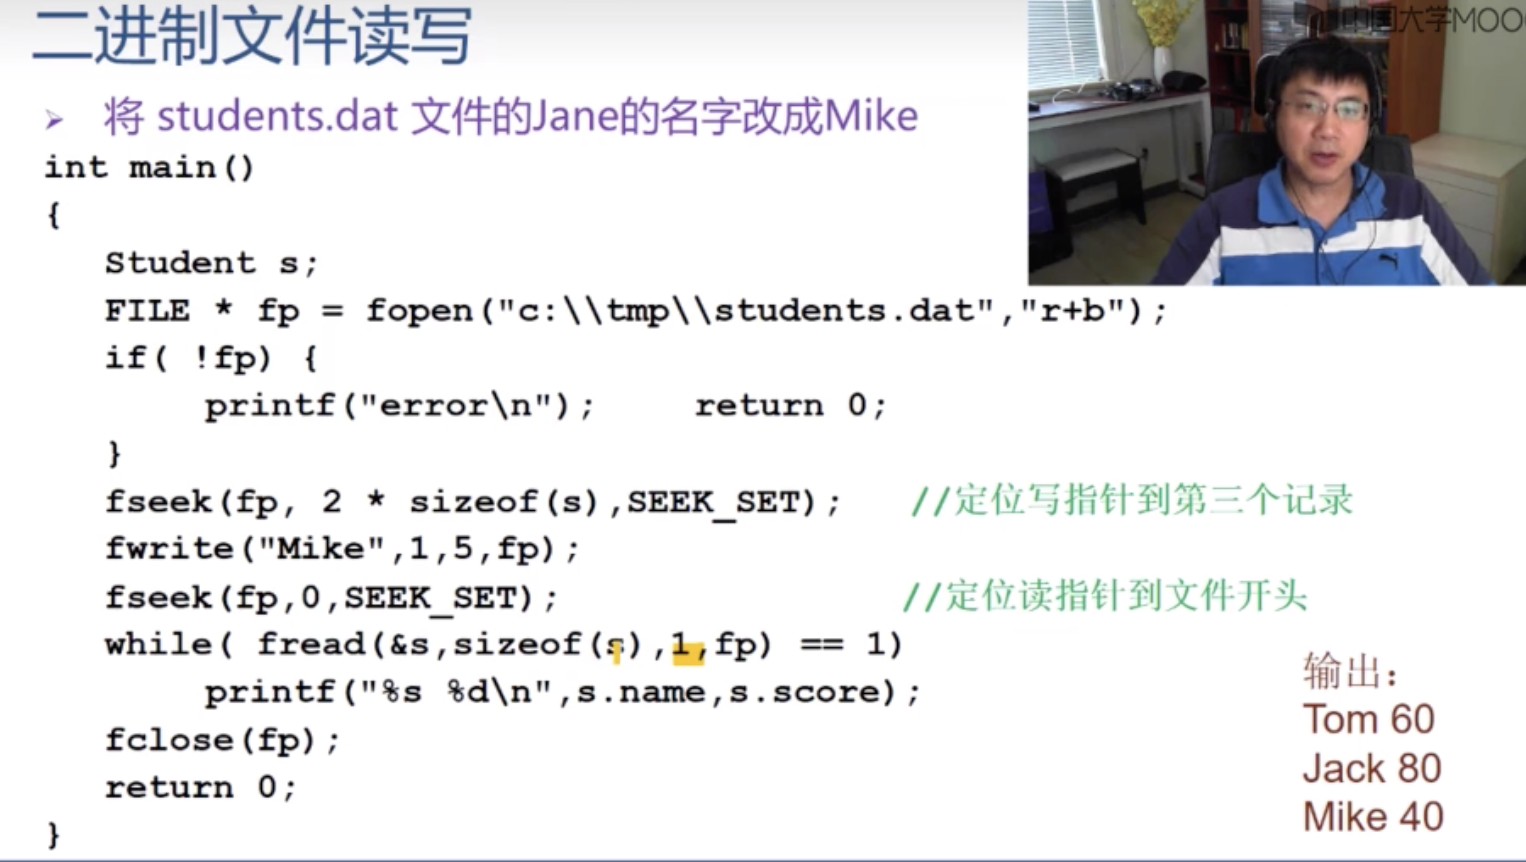 二进制文件读写
中国大学MOO
➢ 将 students.dat 文件的Jane的名字改成Mike
int main()
{
Student s;
FILE * fp = fopen("c:\\tmp\\students.dat","r+b");
if( !fp) {
printf("error\n"); return 0;
}
fseek(fp, 2 * sizeof(s),SEEK_SET); //定位写指针到第三个记录
fwrite("Mike",1,5,fp);
fseek(fp,0,SEEK_SET); //定位读指针到文件开头
while( fread(&s,sizeof(s),1,fp) == 1)
printf("%s %d\n",s.name,s.score);
fclose(fp);
return 0;
}
输出：
Tom 60
Jack 80
Mike 40